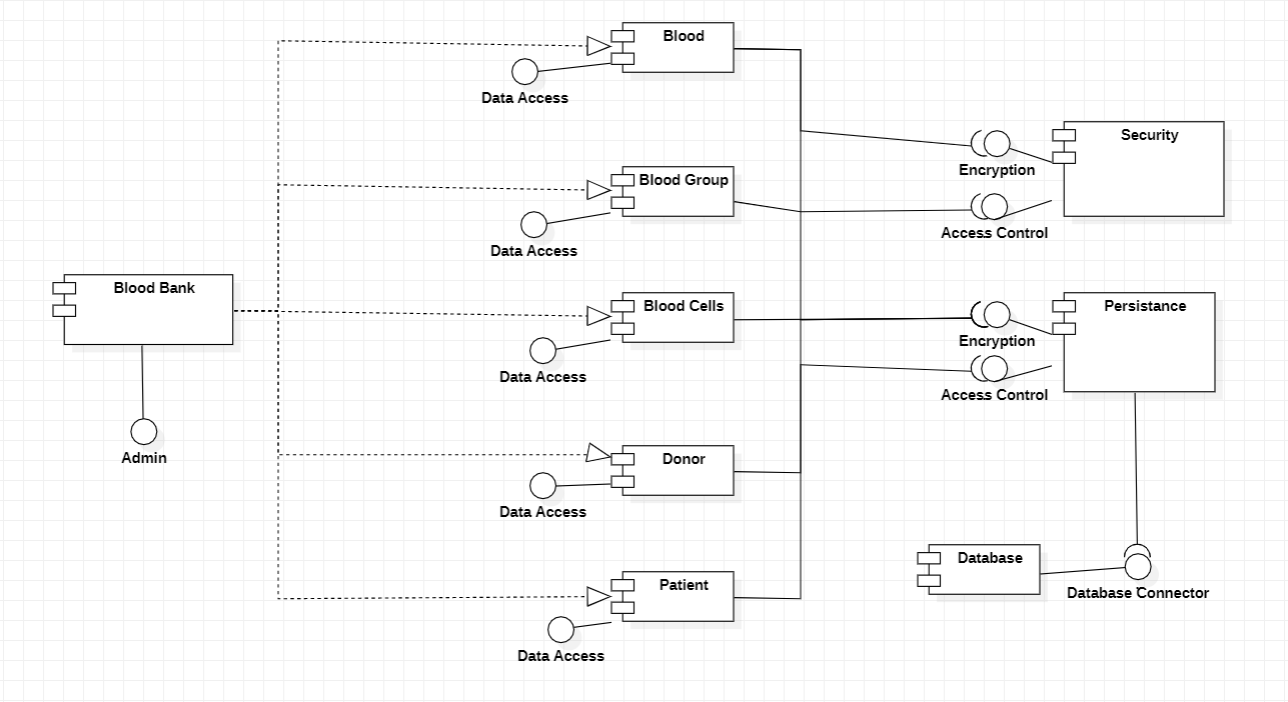 Blood
Data Access
Security
Encryption
Blood Group
Access Control
Data Access
Blood Bank
Blood Cells
Persistance
Encryption
Data Access
Access Control
Admin
Donor
Data Access
Database
Patient
Database Connector
Data Access